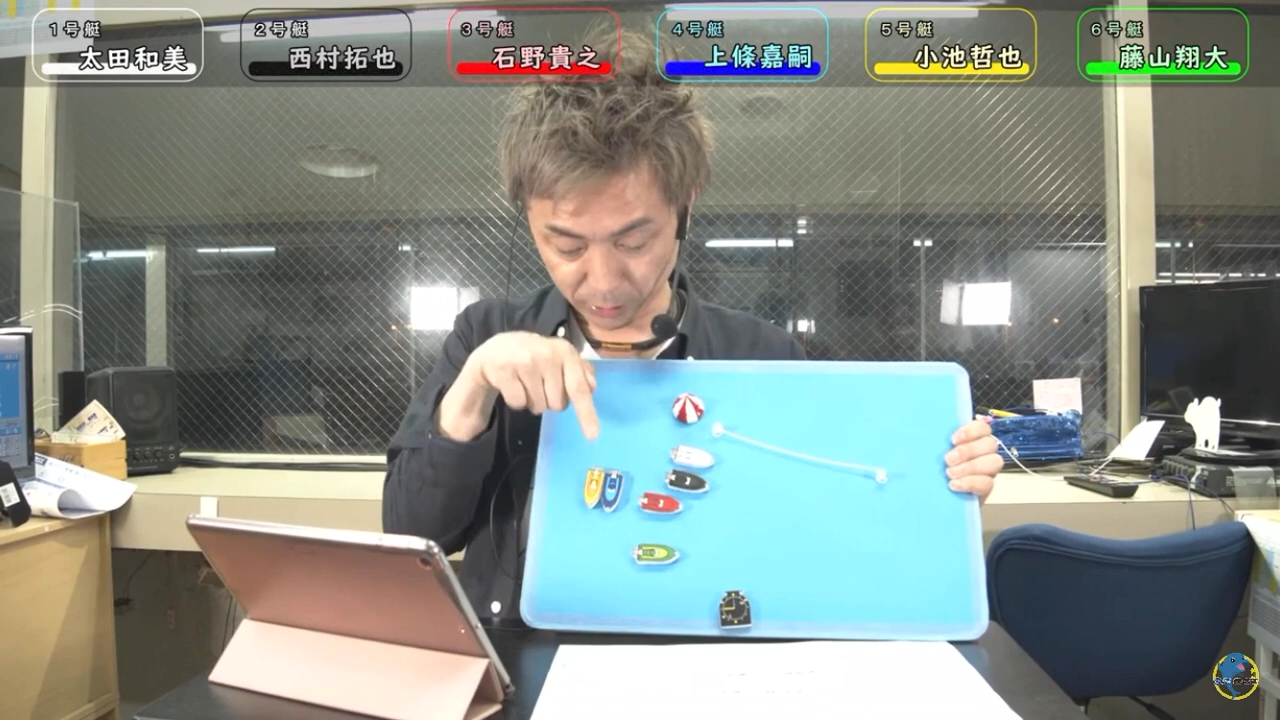 1号艇
太田和美
2号艇
西村拓也
3号艇
石野貴之
4号艇
上條嘉嗣
5号艇
小池哲也
6号艇
藤山翔大